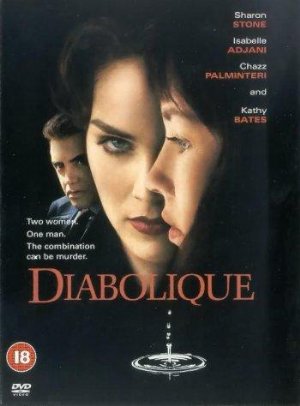 Sharon
STONE
Isabelle
ADJANI
Chazz
PALMINTERI
and
Kathy
BATES
Two women.
One man.
The combination
can be murder.
DIABOLIQUE
18
DVD
VIDEO